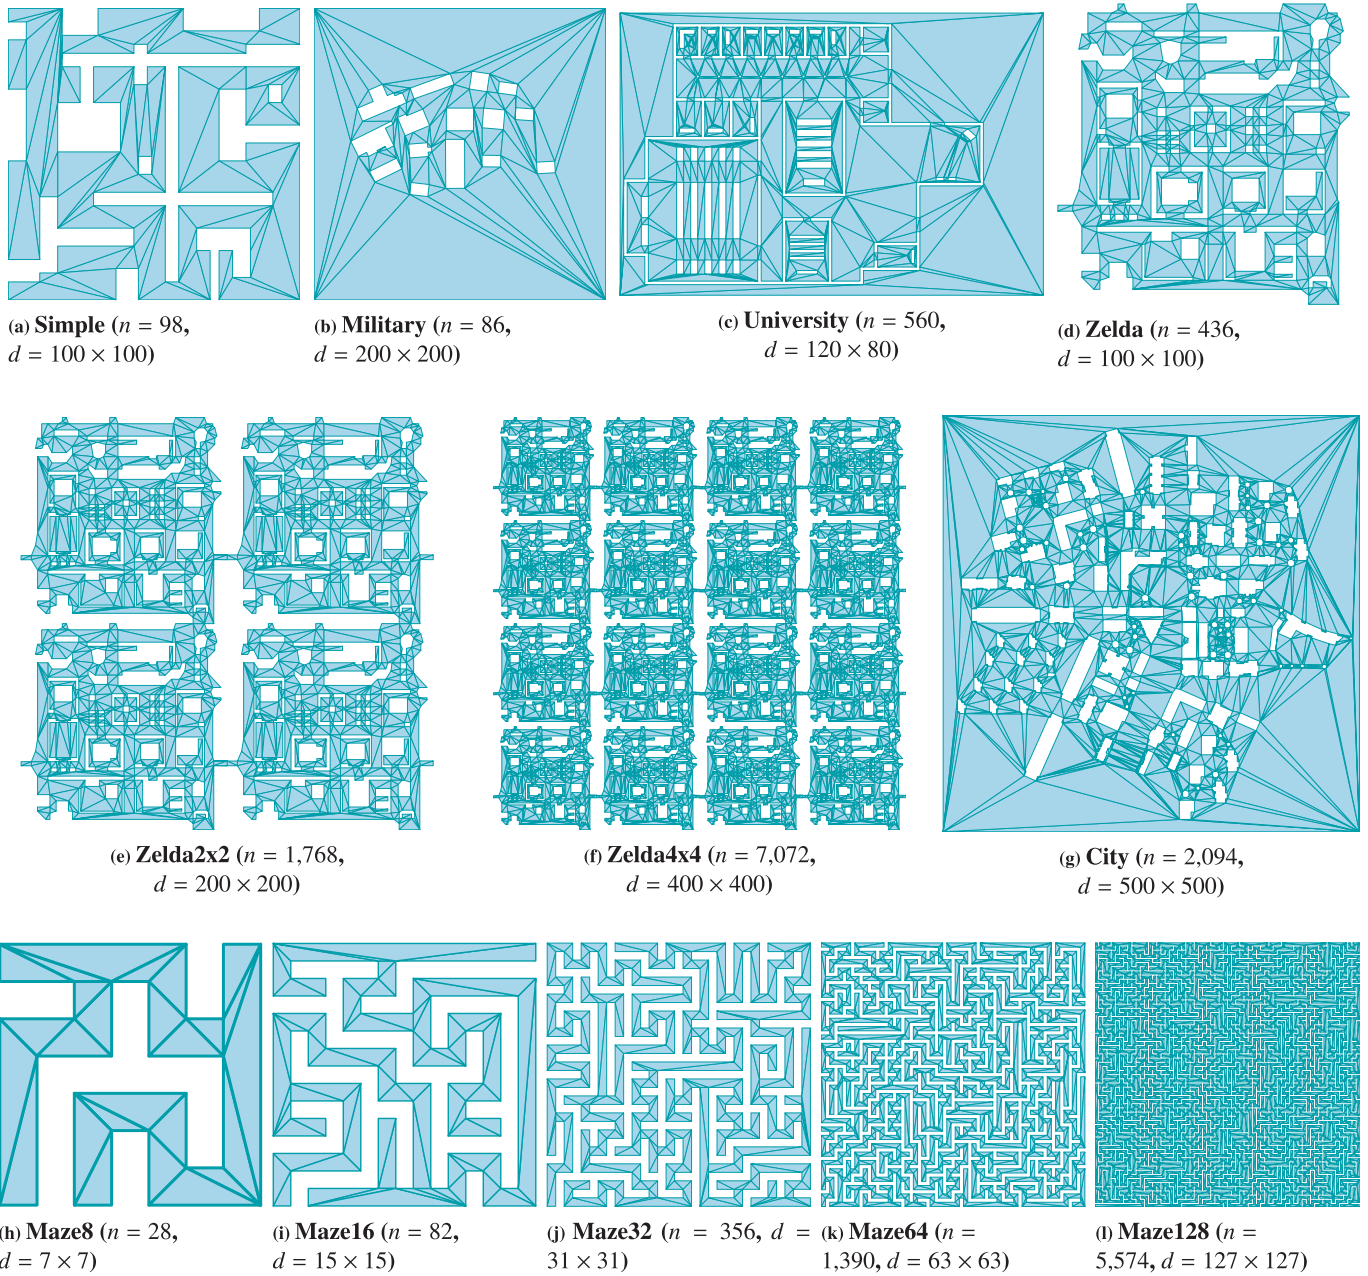 (a) Simple (n = 98,
d = 100 × 100)
(b) Military (n = 86,
d = 200 × 200)
(c) University (n = 560,
d = 120 × 80)
(d) Zelda (n = 436,
d = 100 × 100)
(e) Zelda2x2 (n = 1,768,
d = 200 × 200)
(f) Zelda4x4 (n = 7,072,
d = 400 × 400)
(g) City (n = 2,094,
d = 500 × 500)
(h) Maze8 (n = 28,
d = 7 × 7)
(i) Maze16 (n = 82,
d = 15 × 15)
(j) Maze32 (n = 356, d =
31 × 31)
(k) Maze64 (n =
1,390, d = 63 × 63)
(l) Maze128 (n =
5,574, d = 127 × 127)